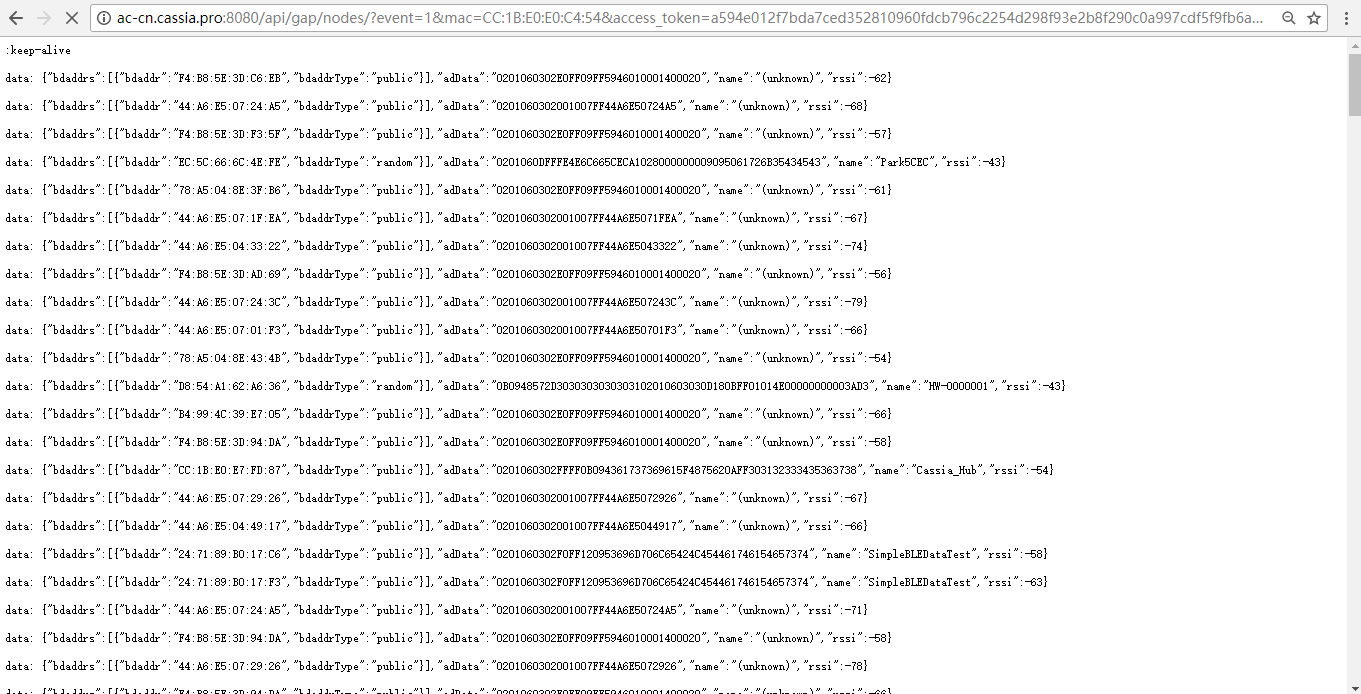 ac-cn.cassia.pro:8080/api/gap/nodes/?event=1&mac=CC:1B:E0:E0:C4:54&access_token=a594e012f7bda7ced352810960fdcb796c2254d298f93e2b8f290c0a997cdf5f9fb6a...
:keep-alive
data: {"bdaddrs":[{"bdaddr":"F4:B8:5E:3D:C6:EB","bdaddrType":"public"}],"adData":"0201060302E0FF09FF5946010001400020","name":"(unknown)","rssi":-62}
data: {"bdaddrs":[{"bdaddr":"44:A6:E5:07:24:A5","bdaddrType":"public"}],"adData":"0201060302001007FF44A6E50724A5","name":"(unknown)","rssi":-68}
data: {"bdaddrs":[{"bdaddr":"F4:B8:5E:3D:F3:5F","bdaddrType":"public"}],"adData":"0201060302E0FF09FF5946010001400020","name":"(unknown)","rssi":-57}
data: {"bdaddrs":[{"bdaddr":"EC:5C:66:6C:4E:FE","bdaddrType":"random"}],"adData":"0201060DFFFE4E6C665CECA1028000000009095061726B35434543","name":"Park5CEC","rssi":-43}
data: {"bdaddrs":[{"bdaddr":"78:A5:04:8E:3F:B6","bdaddrType":"public"}],"adData":"0201060302E0FF09FF5946010001400020","name":"(unknown)","rssi":-61}
data: {"bdaddrs":[{"bdaddr":"44:A6:E5:07:1F:EA","bdaddrType":"public"}],"adData":"0201060302001007FF44A6E5071FEA","name":"(unknown)","rssi":-67}
data: {"bdaddrs":[{"bdaddr":"44:A6:E5:04:33:22","bdaddrType":"public"}],"adData":"0201060302001007FF44A6E5043322","name":"(unknown)","rssi":-74}
data: {"bdaddrs":[{"bdaddr":"F4:B8:5E:3D:AD:69","bdaddrType":"public"}],"adData":"0201060302E0FF09FF5946010001400020","name":"(unknown)","rssi":-56}
data: {"bdaddrs":[{"bdaddr":"44:A6:E5:07:24:3C","bdaddrType":"public"}],"adData":"0201060302001007FF44A6E507243C","name":"(unknown)","rssi":-79}
data: {"bdaddrs":[{"bdaddr":"44:A6:E5:07:01:F3","bdaddrType":"public"}],"adData":"0201060302001007FF44A6E50701F3","name":"(unknown)","rssi":-66}
data: {"bdaddrs":[{"bdaddr":"78:A5:04:8E:43:4B","bdaddrType":"public"}],"adData":"0201060302E0FF09FF5946010001400020","name":"(unknown)","rssi":-54}
data: {"bdaddrs":[{"bdaddr":"D8:54:A1:62:A6:36","bdaddrType":"random"}],"adData":"0B0948572D3030303030303102010603030D180BFF01014E00000000003AD3","name":"HW-0000001","rssi":-43}
data: {"bdaddrs":[{"bdaddr":"B4:99:4C:39:E7:05","bdaddrType":"public"}],"adData":"0201060302E0FF09FF5946010001400020","name":"(unknown)","rssi":-66}
data: {"bdaddrs":[{"bdaddr":"F4:B8:5E:3D:94:DA","bdaddrType":"public"}],"adData":"0201060302E0FF09FF5946010001400020","name":"(unknown)","rssi":-58}
data: {"bdaddrs":[{"bdaddr":"CC:1B:E0:E7:FD:87","bdaddrType":"public"}],"adData":"0201060302FFFF0B094361737369615F4875620AFF303132333435363738","name":"Cassia_Hub","rssi":-54}
data: {"bdaddrs":[{"bdaddr":"44:A6:E5:07:29:26","bdaddrType":"public"}],"adData":"0201060302001007FF44A6E5072926","name":"(unknown)","rssi":-67}
data: {"bdaddrs":[{"bdaddr":"44:A6:E5:04:49:17","bdaddrType":"public"}],"adData":"0201060302001007FF44A6E5044917","name":"(unknown)","rssi":-66}
data: {"bdaddrs":[{"bdaddr":"24:71:89:B0:17:C6","bdaddrType":"public"}],"adData":"0201060302F0FF120953696D706C65424C454461746154657374","name":"SimpleBLEDataTest","rssi":-58}
data: {"bdaddrs":[{"bdaddr":"24:71:89:B0:17:F3","bdaddrType":"public"}],"adData":"0201060302F0FF120953696D706C65424C454461746154657374","name":"SimpleBLEDataTest","rssi":-63}
data: {"bdaddrs":[{"bdaddr":"44:A6:E5:07:24:A5","bdaddrType":"public"}],"adData":"0201060302001007FF44A6E50724A5","name":"(unknown)","rssi":-71}
data: {"bdaddrs":[{"bdaddr":"F4:B8:5E:3D:94:DA","bdaddrType":"public"}],"adData":"0201060302E0FF09FF5946010001400020","name":"(unknown)","rssi":-58}
data: {"bdaddrs":[{"bdaddr":"44:A6:E5:07:29:26","bdaddrType":"public"}],"adData":"0201060302001007FF44A6E5072926","name":"(unknown)","rssi":-78}
data: {"bdaddrs":[{"bdaddr":"F4:B8:5E:3D:94:DA","bdaddrType":"public"}],"adData":"0201060302E0FF09FF5946010001400020","name":"(unknown)","rssi":-66}